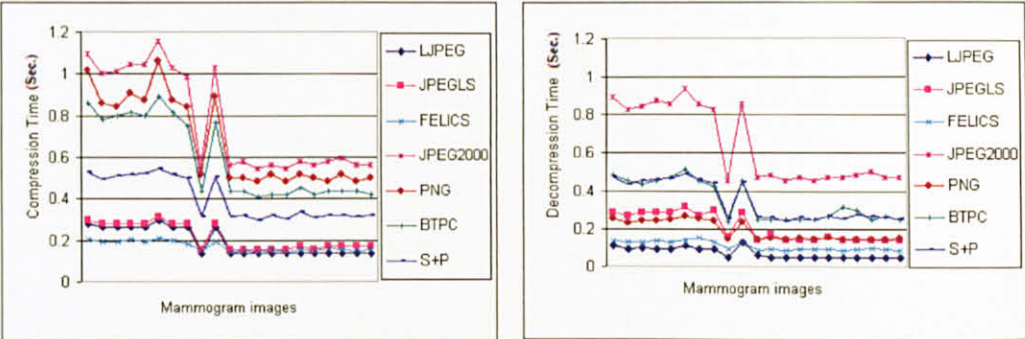 1.2
1
0.8
0.6
0.4
0.2
0
Compression Time (Sec.)
Mammogram images
LJPEG
JPEGLS
FELICS
JPEG2000
PNG
BTPC
S+P
1.2
1.0
0.8
0.6
0.4
0.2
0
Decompression Time (Sec.)
Mammogram images
LJPEG
JPEGLS
FELICS
JPEG2000
PNG
BTPC
S+P